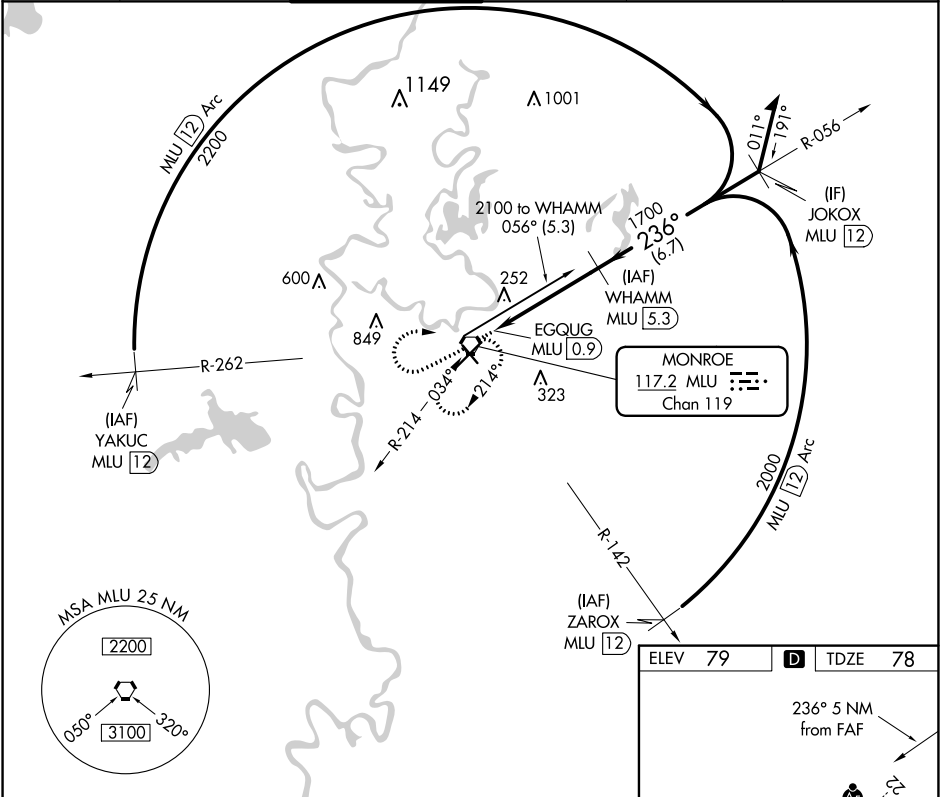 1149
1001
MLU 12 Arc
2200
011°
191°
R-056
(IF)
JOKOX
MLU 12
2100 to WHAMM
056° (5.3)
1700
236°
(6.7)
(IAF)
WHAMM
MLU 5.3
600
252
849
EGQUG
MLU 0.9
323
R-262
(IAF)
YAKUC
MLU 12
R-214
034°
214°
MONROE
117.2 MLU
Chan 119
2000
MLU 12 Arc
R-142
(IAF)
ZAROX
MLU 12
MSA MLU 25 NM
2200
050°
320°
3100
ELEV 79 D TDZE 78
236° 5 NM
from FAF
22